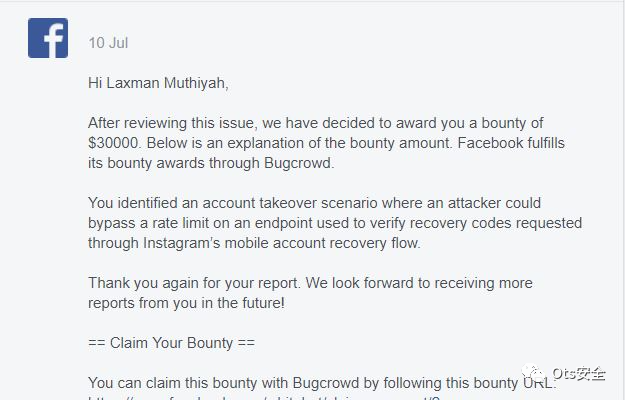 10 Jul
Hi Laxman Muthiyah,
After reviewing this issue, we have decided to award you a bounty of
$30000. Below is an explanation of the bounty amount. Facebook fulfills
its bounty awards through Bugcrowd.
You identified an account takeover scenario where an attacker could
bypass a rate limit on an endpoint used to verify recovery codes requested
through Instagram's mobile account recovery flow.
Thank you again for your report. We look forward to receiving more
reports from you in the future!
== Claim Your Bounty ==
You can claim this bounty with Bugcrowd by following this bounty URL:
Ots安全